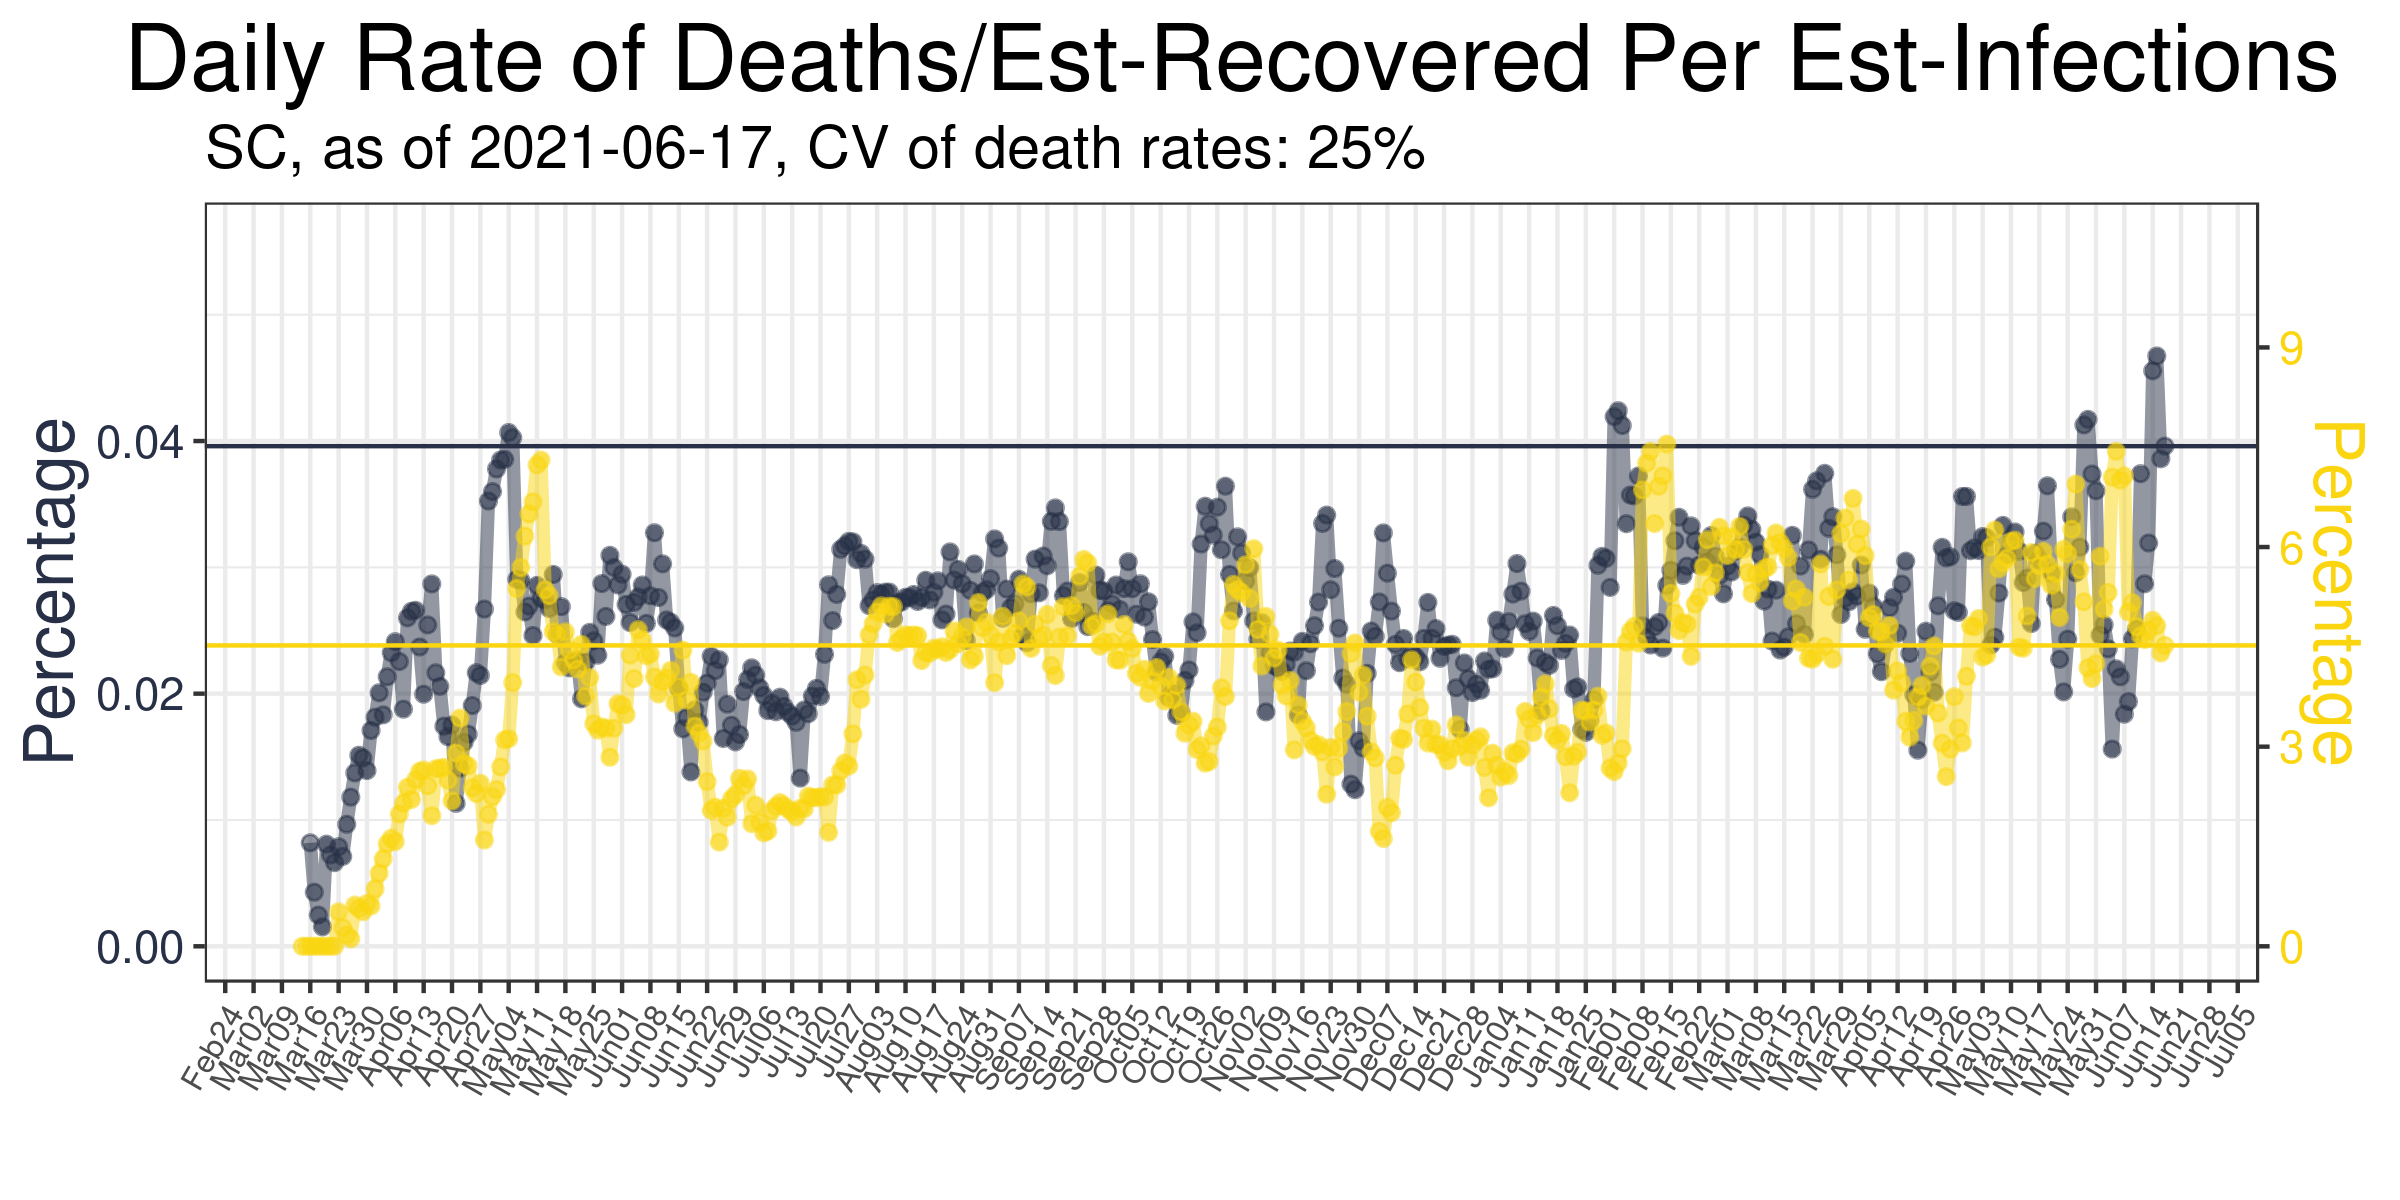 Daily Rate of Deaths/Est-Recovered Per Est-Infections
SC, as of 2021-06-17, CV of death rates: 25%
Percentage
0.04
0.02
0.00
9
6
3
0
Percentage
Feb24
Mar02
Mar09
Mar16
Mar23
Mar30
Apr06
Apr13
Apr20
Apr27
May04
May11
May18
May25
Jun01
Jun08
Jun15
Jun22
Jun29
Jul06
Jul13
Jul20
Jul27
Aug03
Aug10
Aug17
Aug24
Aug31
Sep07
Sep14
Sep21
Sep28
Oct05
Oct12
Oct19
Oct26
Nov02
Nov09
Nov16
Nov23
Nov30
Dec07
Dec14
Dec21
Dec28
Jan04
Jan11
Jan18
Jan25
Feb01
Feb08
Feb15
Feb22
Mar01
Mar08
Mar15
Mar22
Mar29
Apr05
Apr12
Apr19
Apr26
May03
May10
May17
May24
May31
Jun07
Jun14
Jun21
Jun28
Jul05